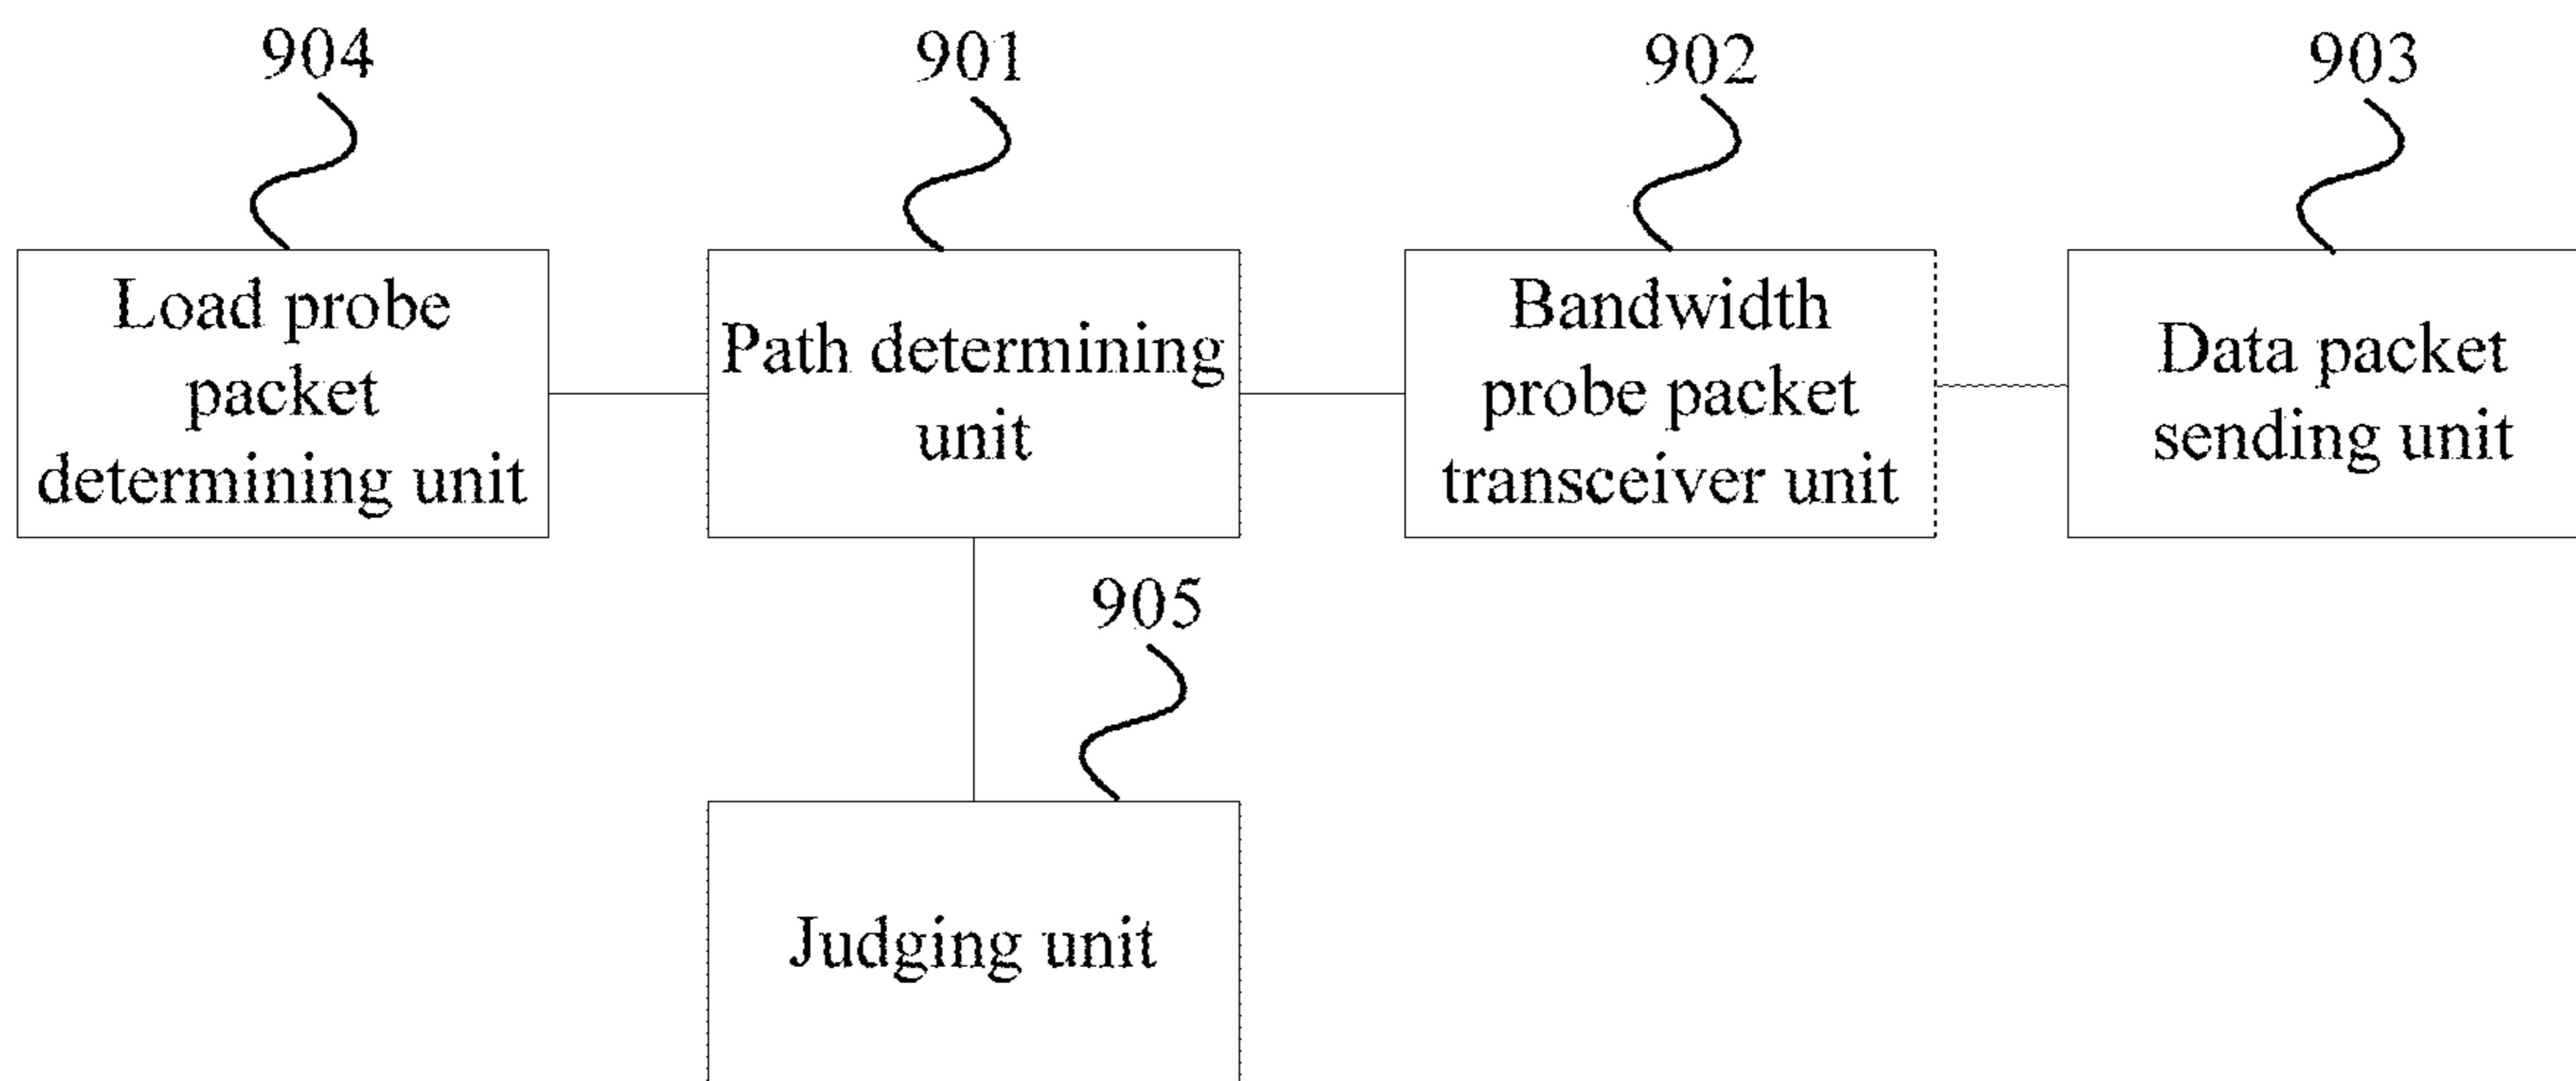 904
901
902
903
Load probe
packet
determining unit
Path determining
unit
Bandwidth
probe packet
transceiver unit
Data packet
sending unit
905
Judging unit